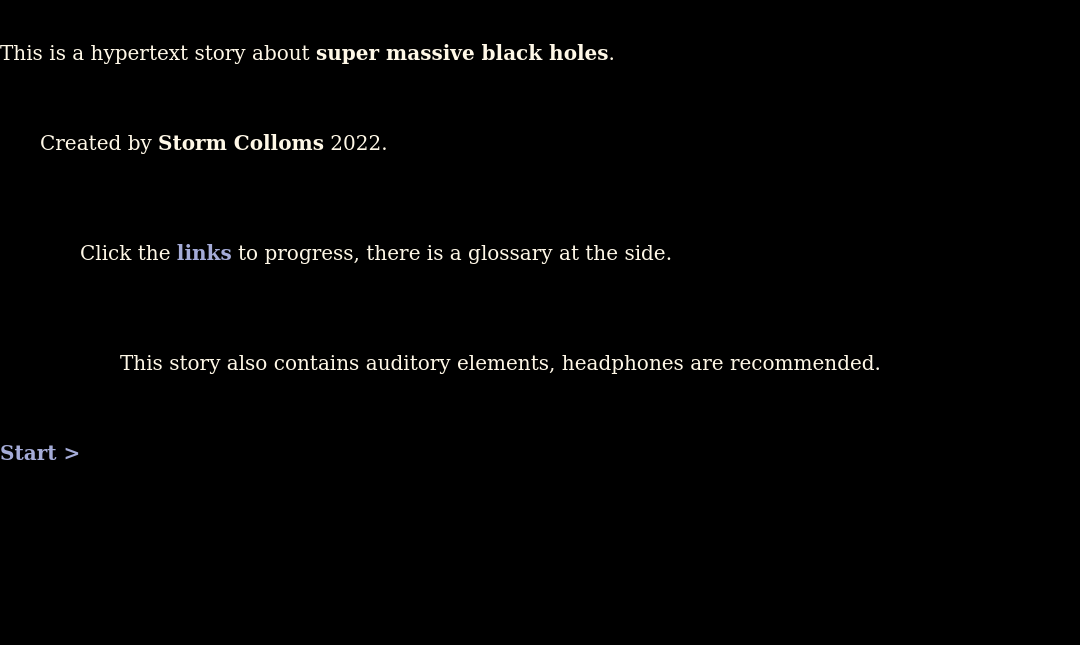 This is a hypertext story about super massive black holes.
Created by Storm Colloms 2022.
Click the links to progress, there is a glossary at the side.
This story also contains auditory elements, headphones are recommended.
Start >